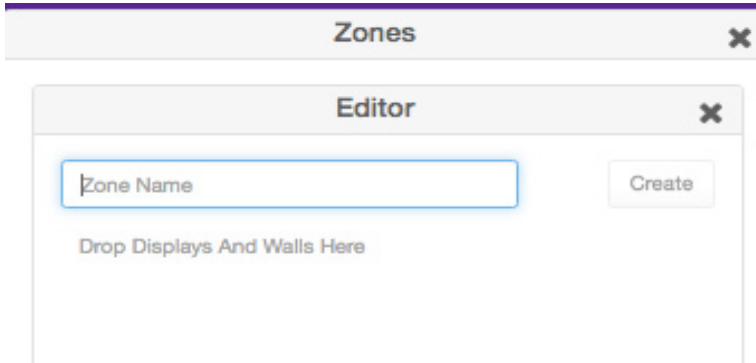 Zones
Editor
Zone Name
Create
Drop Displays And Walls Here